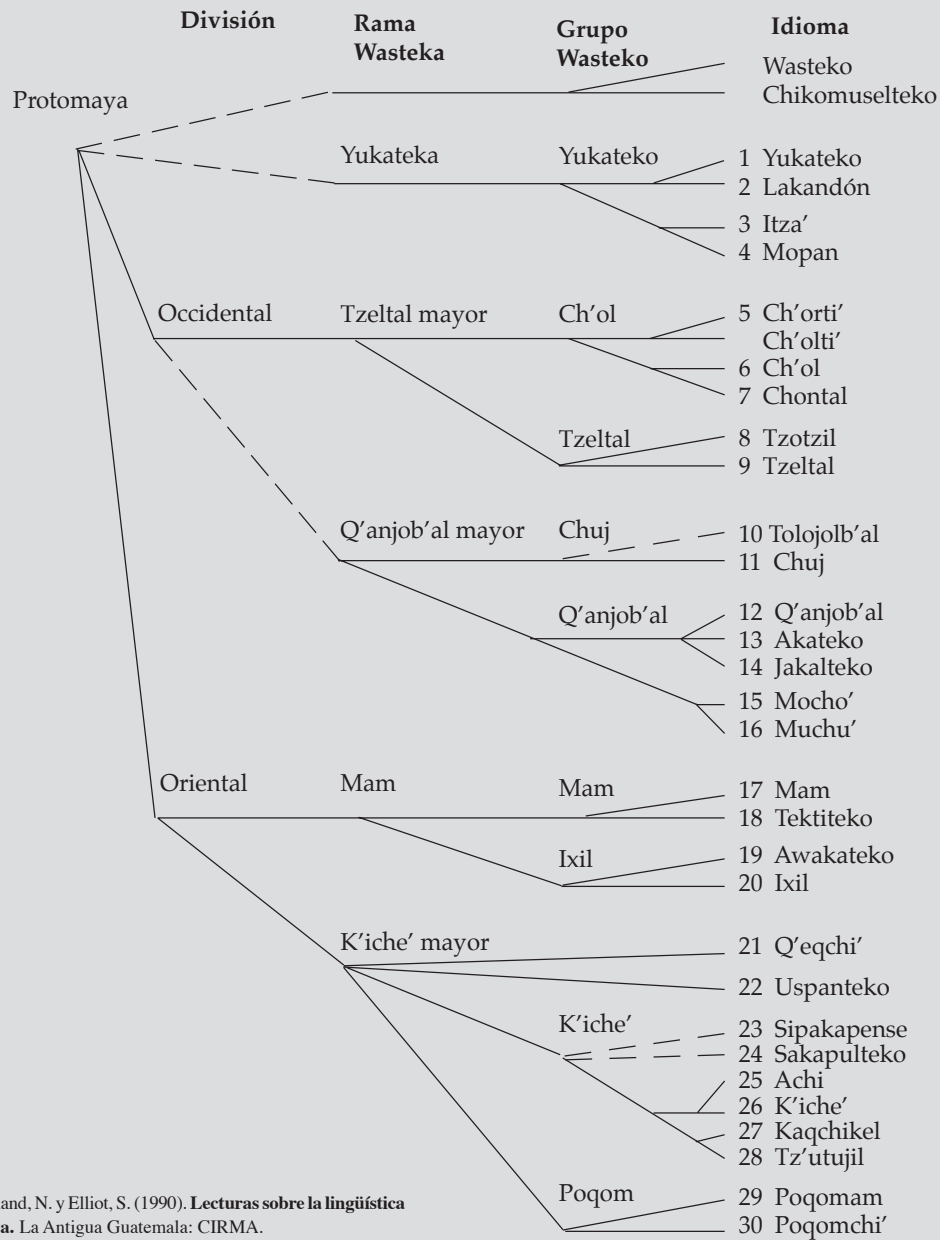 División
Rama
Wasteka
Grupo
Wasteko
Idioma
Protomaya
Wasteko
Chikomuselteko
Yukateka
Yukateko
1 Yukateko
2 Lakandón
3 Itza'
4 Mopan
Occidental
Tzeltal mayor
Ch'ol
5 Ch'orti'
Ch'olti'
6 Ch'ol
7 Chontal
Tzeltal
8 Tzotzil
9 Tzeltal
Q'anjob'al mayor
Chuj
10 Tolojolb'al
11 Chuj
Q'anjob'al
12 Q'anjob'al
13 Akateko
14 Jakalteko
15 Mocho'
16 Muchu'
Oriental
Mam
Mam
17 Mam
18 Tektiteko
Ixil
19 Awakateko
20 Ixil
K'iche' mayor
21 Q'eqchi'
22 Uspanteko
K'iche'
23 Sipakapense
24 Sakapulteko
25 Achi
26 K'iche'
27 Kaqchikel
28 Tz'utujil
Poqom
29 Poqomam
30 Poqomchi'
and, N. y Elliot, S. (1990). Lecturas sobre la lingüística
a. La Antigua Guatemala: CIRMA.